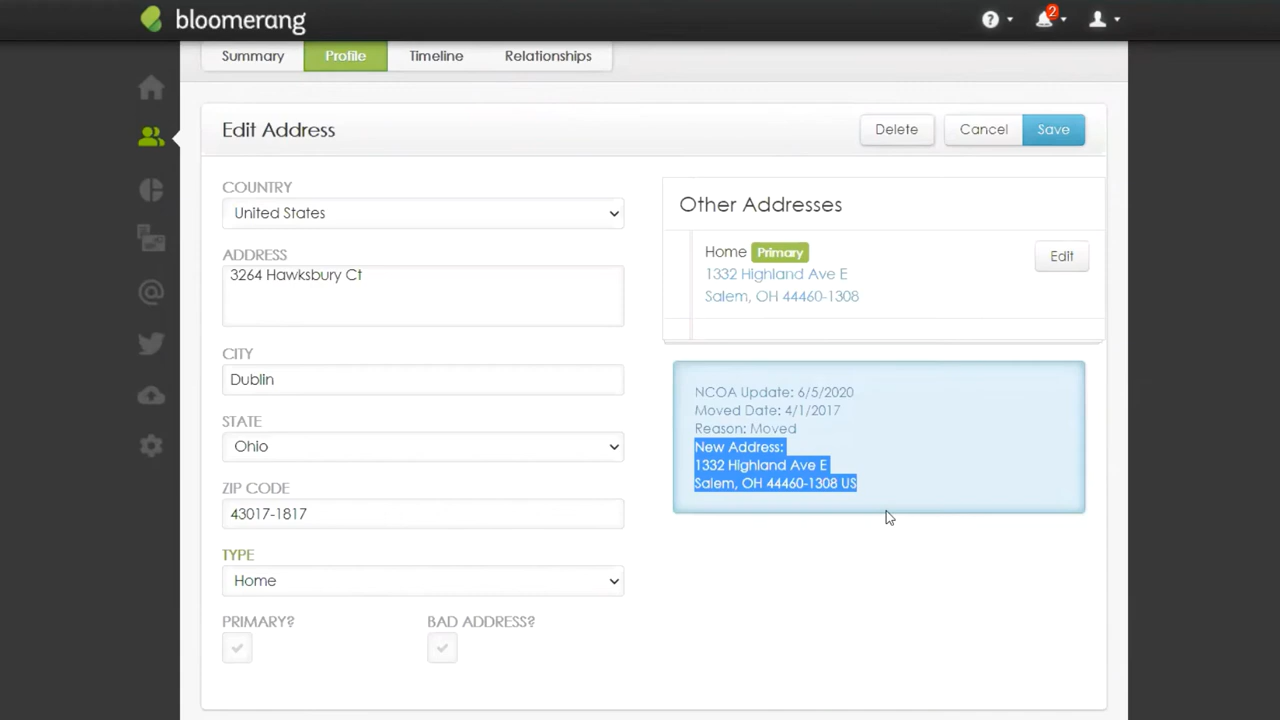 bloomerang
2
Summary
Profile
Timeline
Relationships
Edit Address
Delete
Cancel
Save
COUNTRY
United States
ADDRESS
3264 Hawksbury Ct
CITY
Dublin
STATE
Ohio
ZIP CODE
43017-1817
TYPE
Home
PRIMARY?
BAD ADDRESS?
Other Addresses
Home Primary
Edit
1332 Highland Ave E
Salem, OH 44460-1308
NCOA Update: 6/5/2020
Moved Date: 4/1/2017
Reason: Moved
New Address:
1332 Highland Ave E
Salem, OH 44460-1308 US